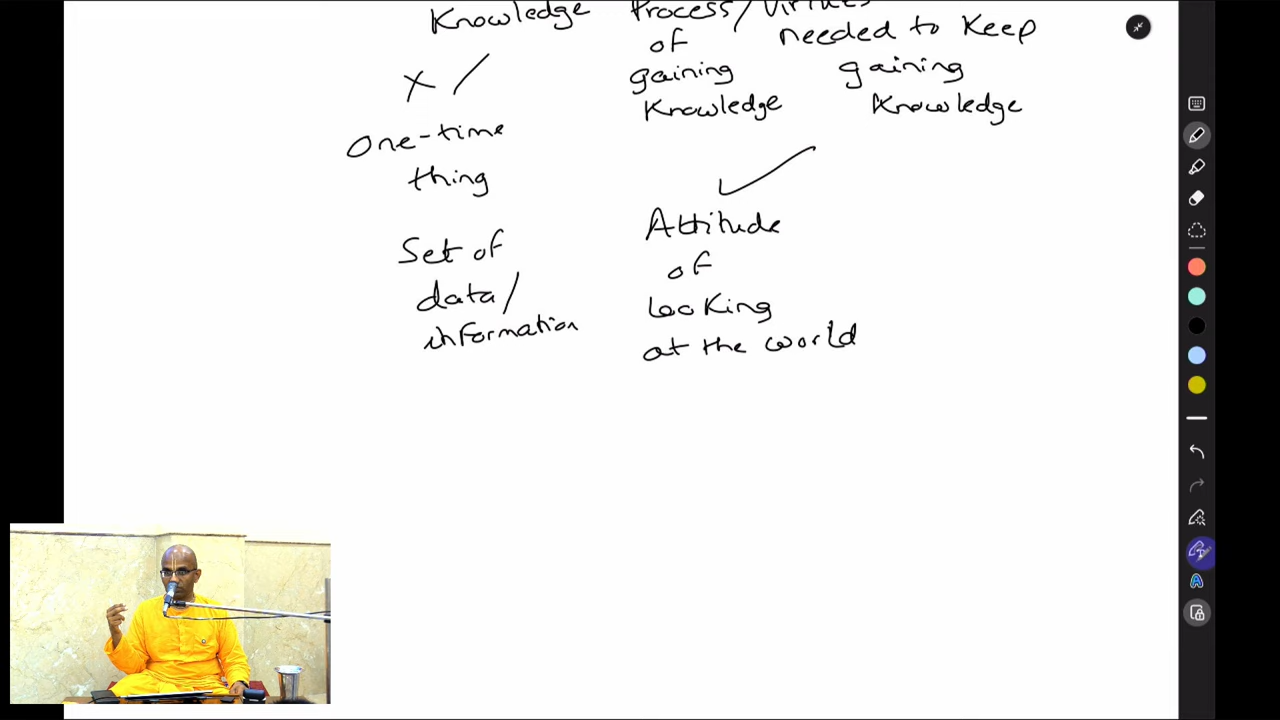 Knowledge
Process/ Virtues
of
needed to keep
gaining
gaining
Knowledge
Knowledge
X /
One-time
thing
Attitude
Set of
of
data/
looking
information
at the world